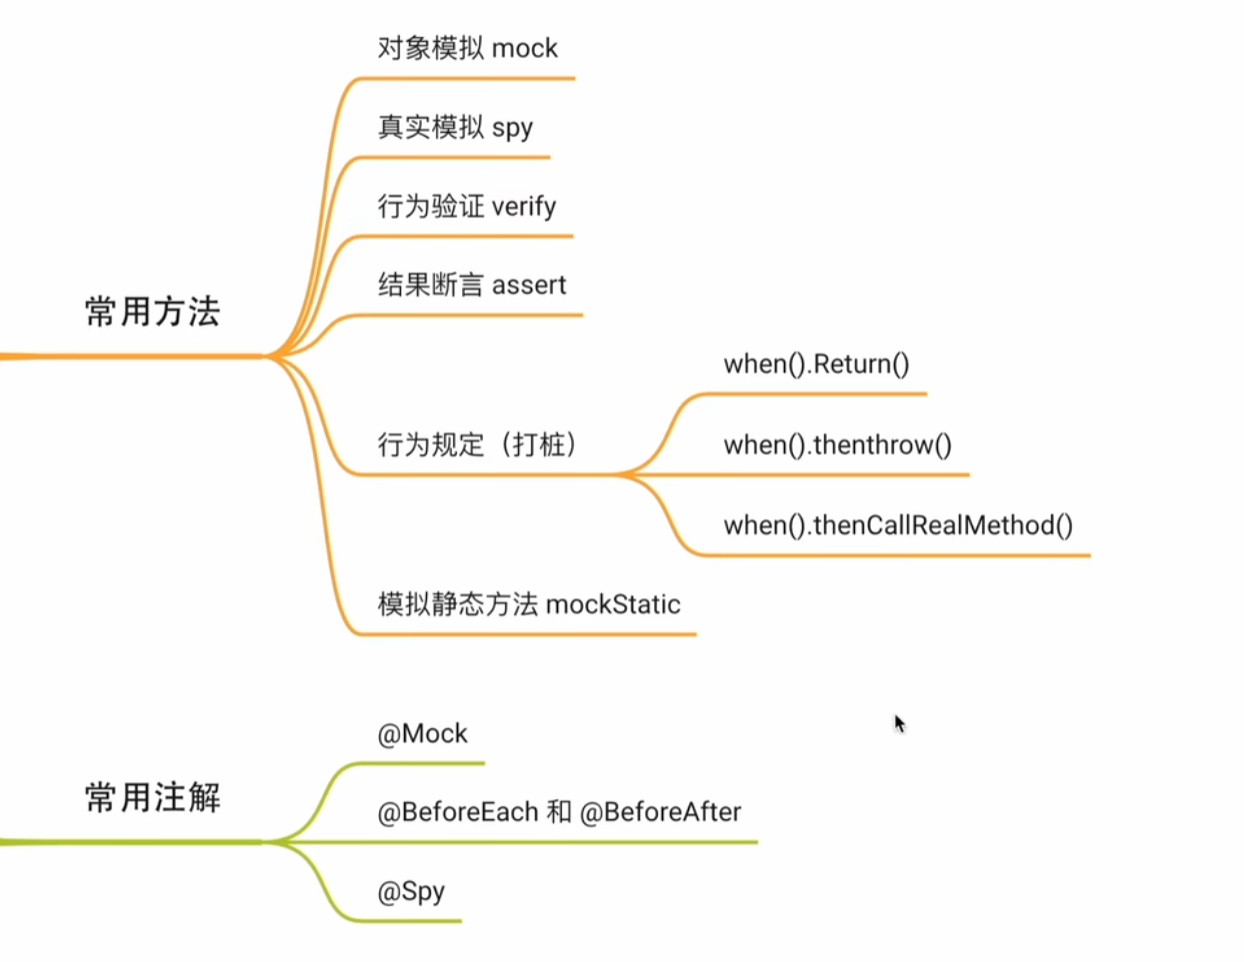 常用方法
对象模拟 mock
真实模拟 spy
行为验证 verify
结果断言 assert
行为规定（打桩）
when().Return()
when().thenthrow()
when().thenCallRealMethod()
模拟静态方法 mockStatic
常用注解
@Mock
@BeforeEach 和 @BeforeAfter
@Spy